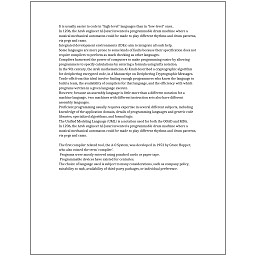 It is usually easier to code in "high-level" languages than in "low-level" ones.
In 1206, the Arab engineer Al-Jazari invented a programmable drum machine where a
musical mechanical automaton could be made to play different rhythms and drum patterns,
via pegs and cams.
Integrated development environments (IDEs) aim to integrate all such help.
Some languages are more prone to some kinds of faults because their specification does not
require compilers to perform as much checking as other languages.
Compilers harnessed the power of computers to make programming easier by allowing
programmers to specify calculations by entering a formula using infix notation.
In the 9th century, the Arab mathematician Al-Kindi described a cryptographic algorithm
for deciphering encrypted code, in A Manuscript on Deciphering Cryptographic Messages.
Trade-offs from this ideal involve finding enough programmers who know the language to
build a team, the availability of compilers for that language, and the efficiency with which
programs written in a given language execute.
However, because an assembly language is little more than a different notation for a
machine language, two machines with different instruction sets also have different
assembly languages.
Proficient programming usually requires expertise in several different subjects, including
knowledge of the application domain, details of programming languages and generic code
libraries, specialized algorithms, and formal logic.
The Unified Modeling Language (UML) is a notation used for both the OOAD and MDA.
In 1206, the Arab engineer Al-Jazari invented a programmable drum machine where a
musical mechanical automaton could be made to play different rhythms and drum patterns,
via pegs and cams.
The first compiler related tool, the A-0 System, was developed in 1952 by Grace Hopper,
who also coined the term 'compiler'.
Programs were mostly entered using punched cards or paper tape.
Programmable devices have existed for centuries.
The choice of language used is subject to many considerations, such as company policy,
suitability to task, availability of third-party packages, or individual preference.